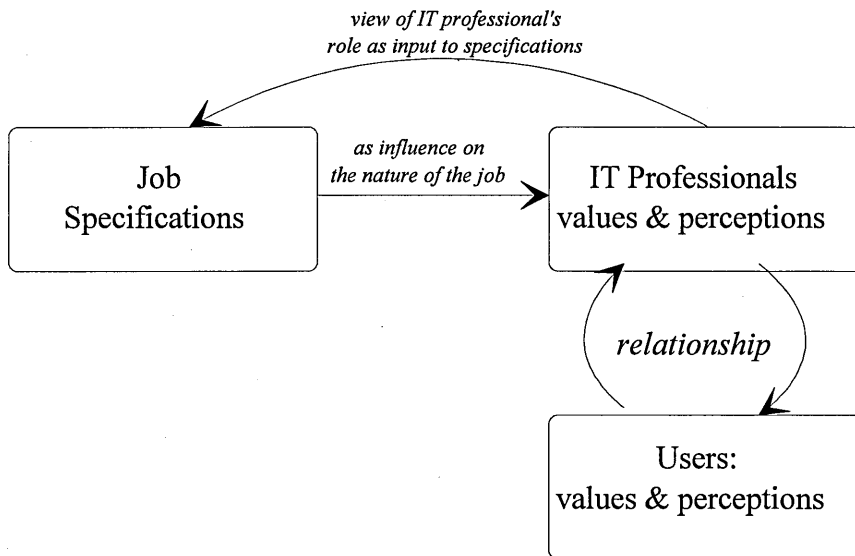 view of IT professional's
role as input to specifications
Job
Specifications
as influence on
the nature of the job
IT Professionals
values & perceptions
relationship
Users:
values & perceptions